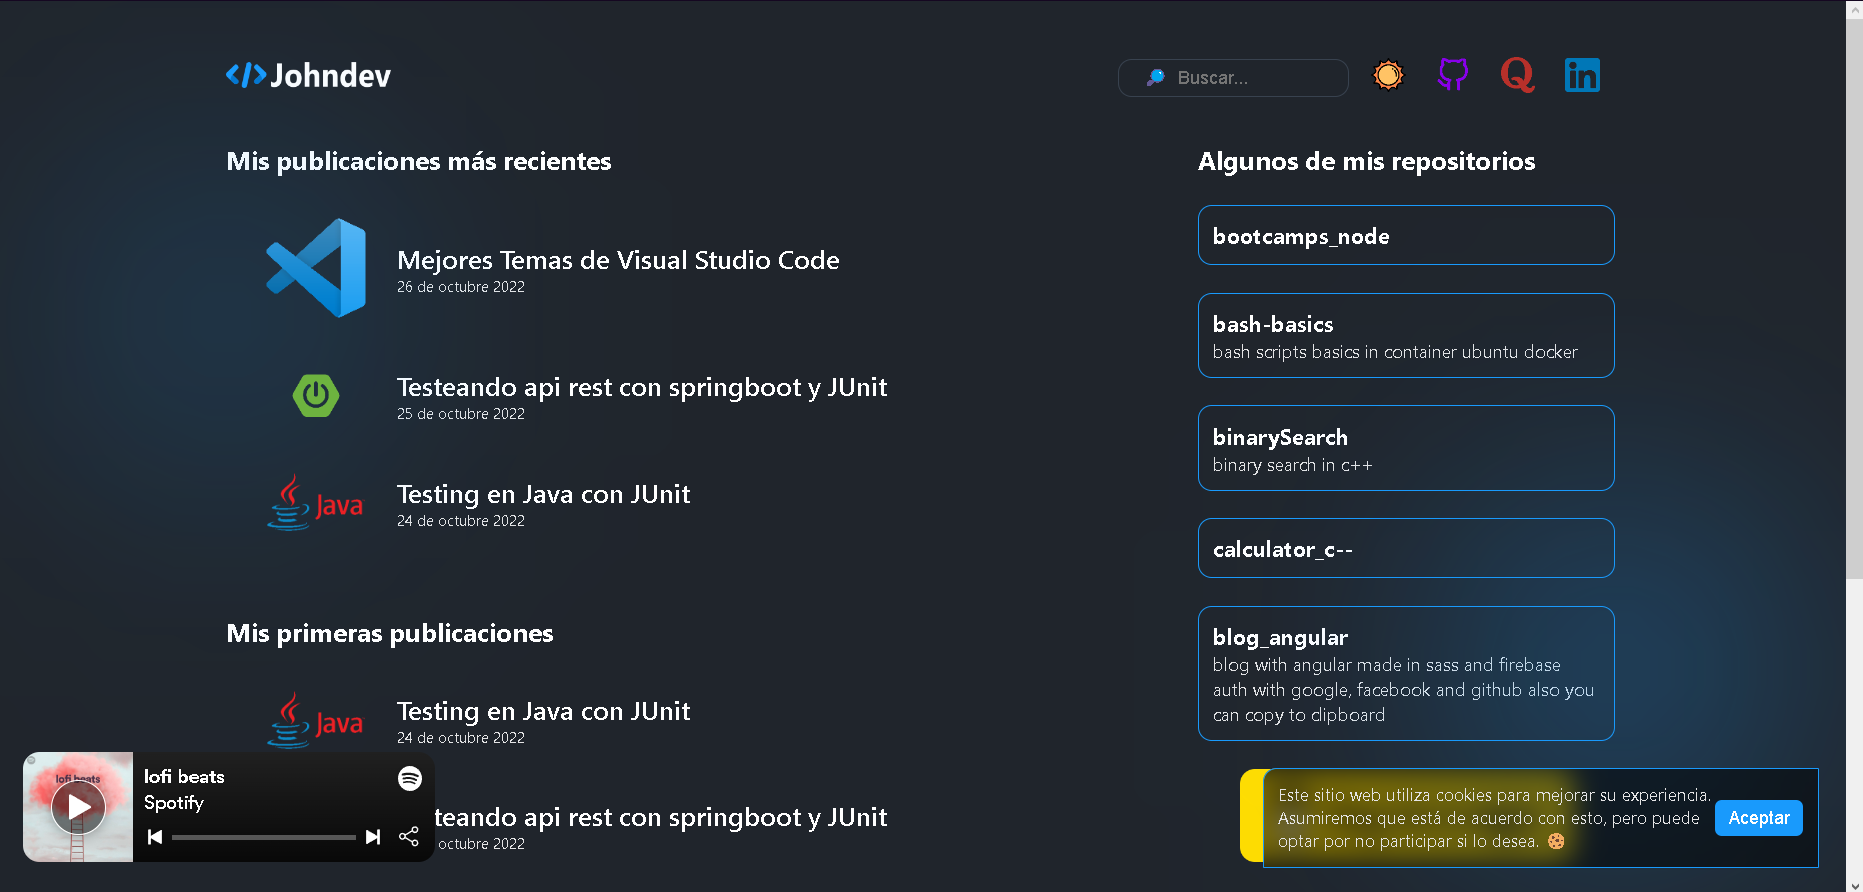 </> Johndev
Buscar...
Mis publicaciones más recientes
Mejores Temas de Visual Studio Code
26 de octubre 2022
Testeando api rest con springboot y JUnit
25 de octubre 2022
Java
Testing en Java con JUnit
24 de octubre 2022
Mis primeras publicaciones
Java
Testing en Java con JUnit
24 de octubre 2022
teando api rest con springboot y JUnit
octubre 2022
Algunos de mis repositorios
bootcamps_node
bash-basics
bash scripts basics in container ubuntu docker
binarySearch
binary search in c++
calculator_c--
blog_angular
blog with angular made in sass and firebase
auth with google, facebook and github also you
can copy to clipboard
lofi beats
lofi beats
Spotify
Este sitio web utiliza cookies para mejorar su experiencia.
Asumiremos que está de acuerdo con esto, pero puede
optar por no participar si lo desea.
Aceptar